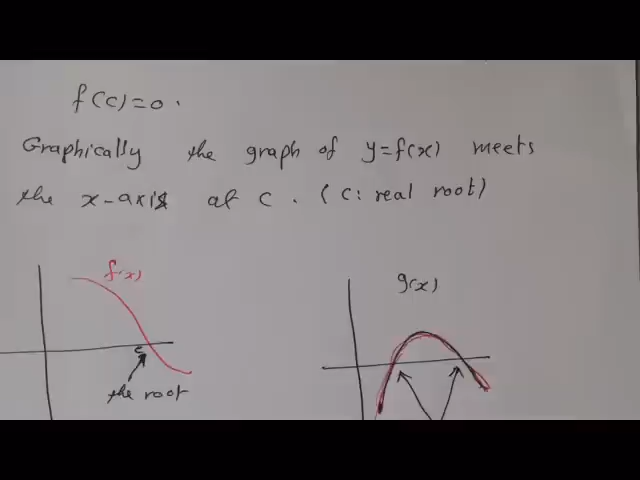 f(c)=0.
Graphically the graph of y=f(x) meets
the x-axis at c. (c: real root)
f(x)
g(x)
c
the root